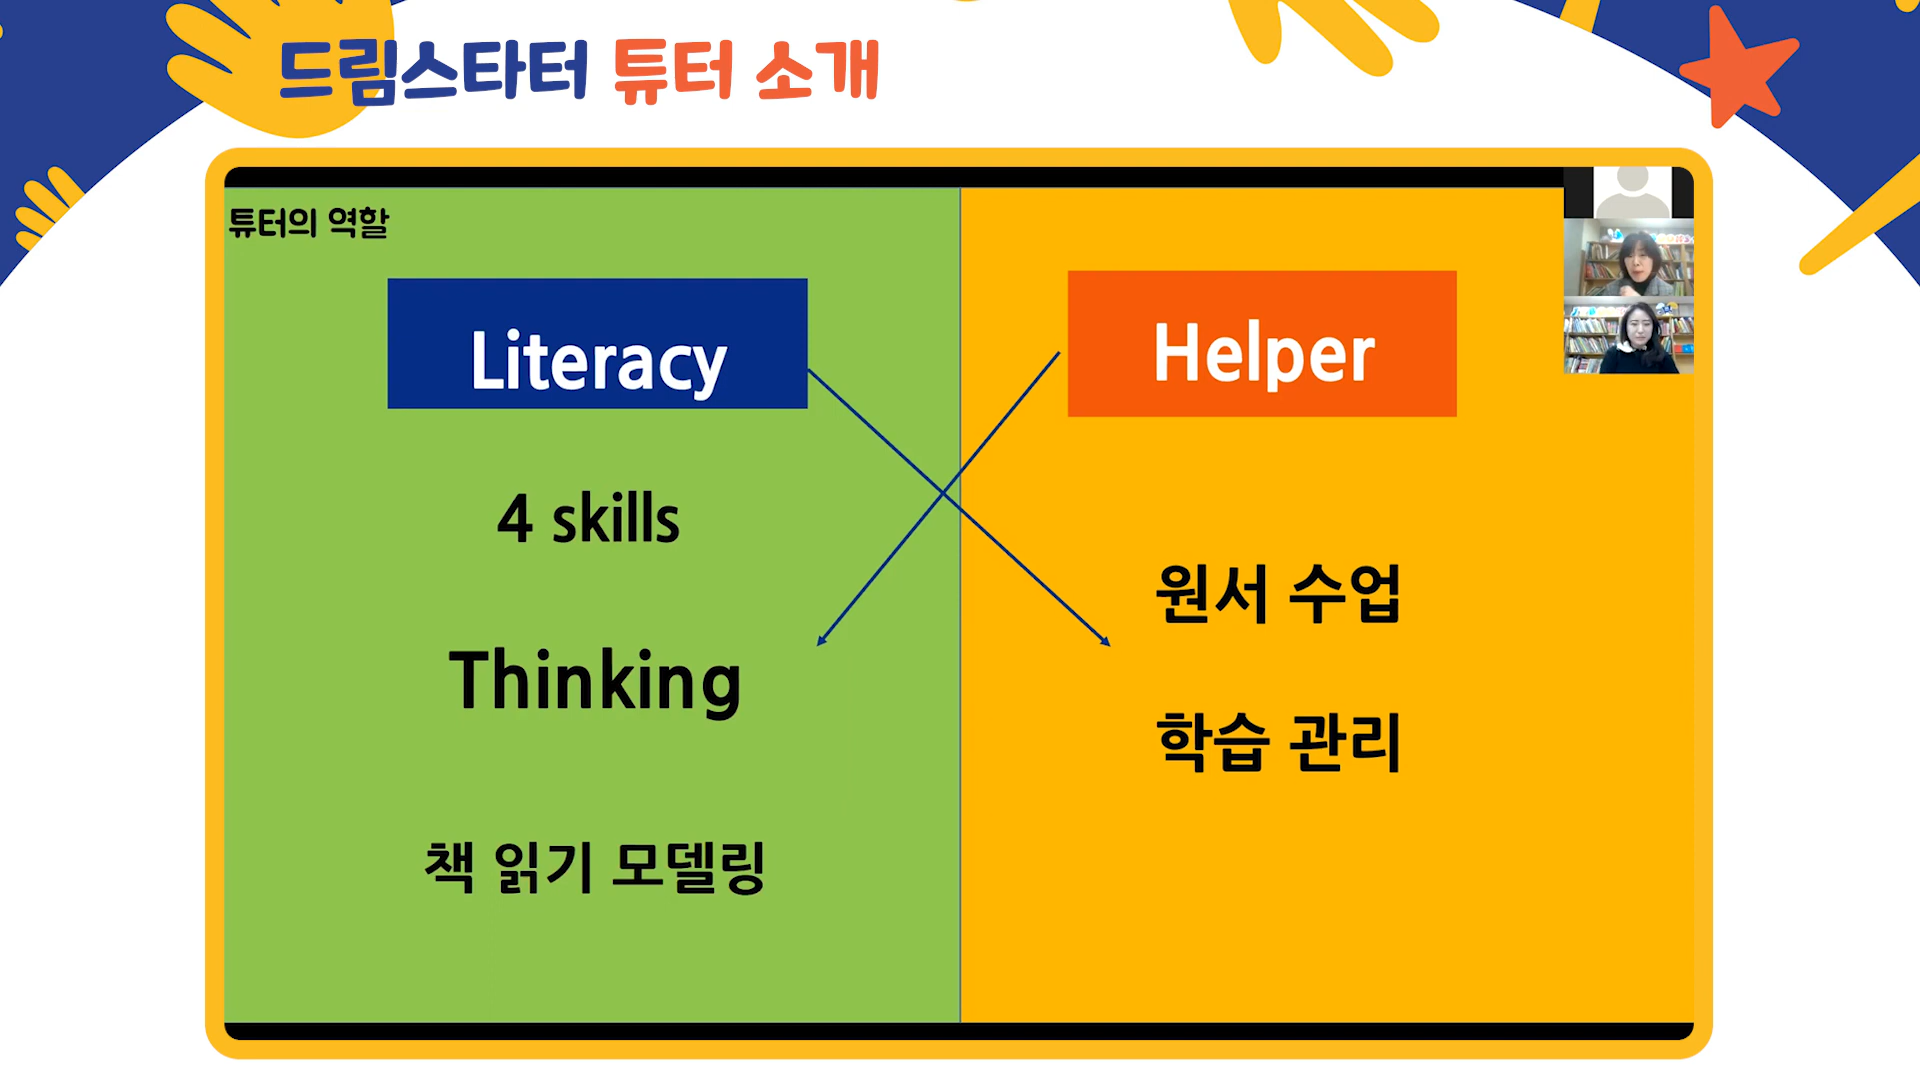 드림스타터 튜터 소개
튜터의 역할
Literacy
4 skills
Thinking
책 읽기 모델링
Helper
원서 수업
학습 관리